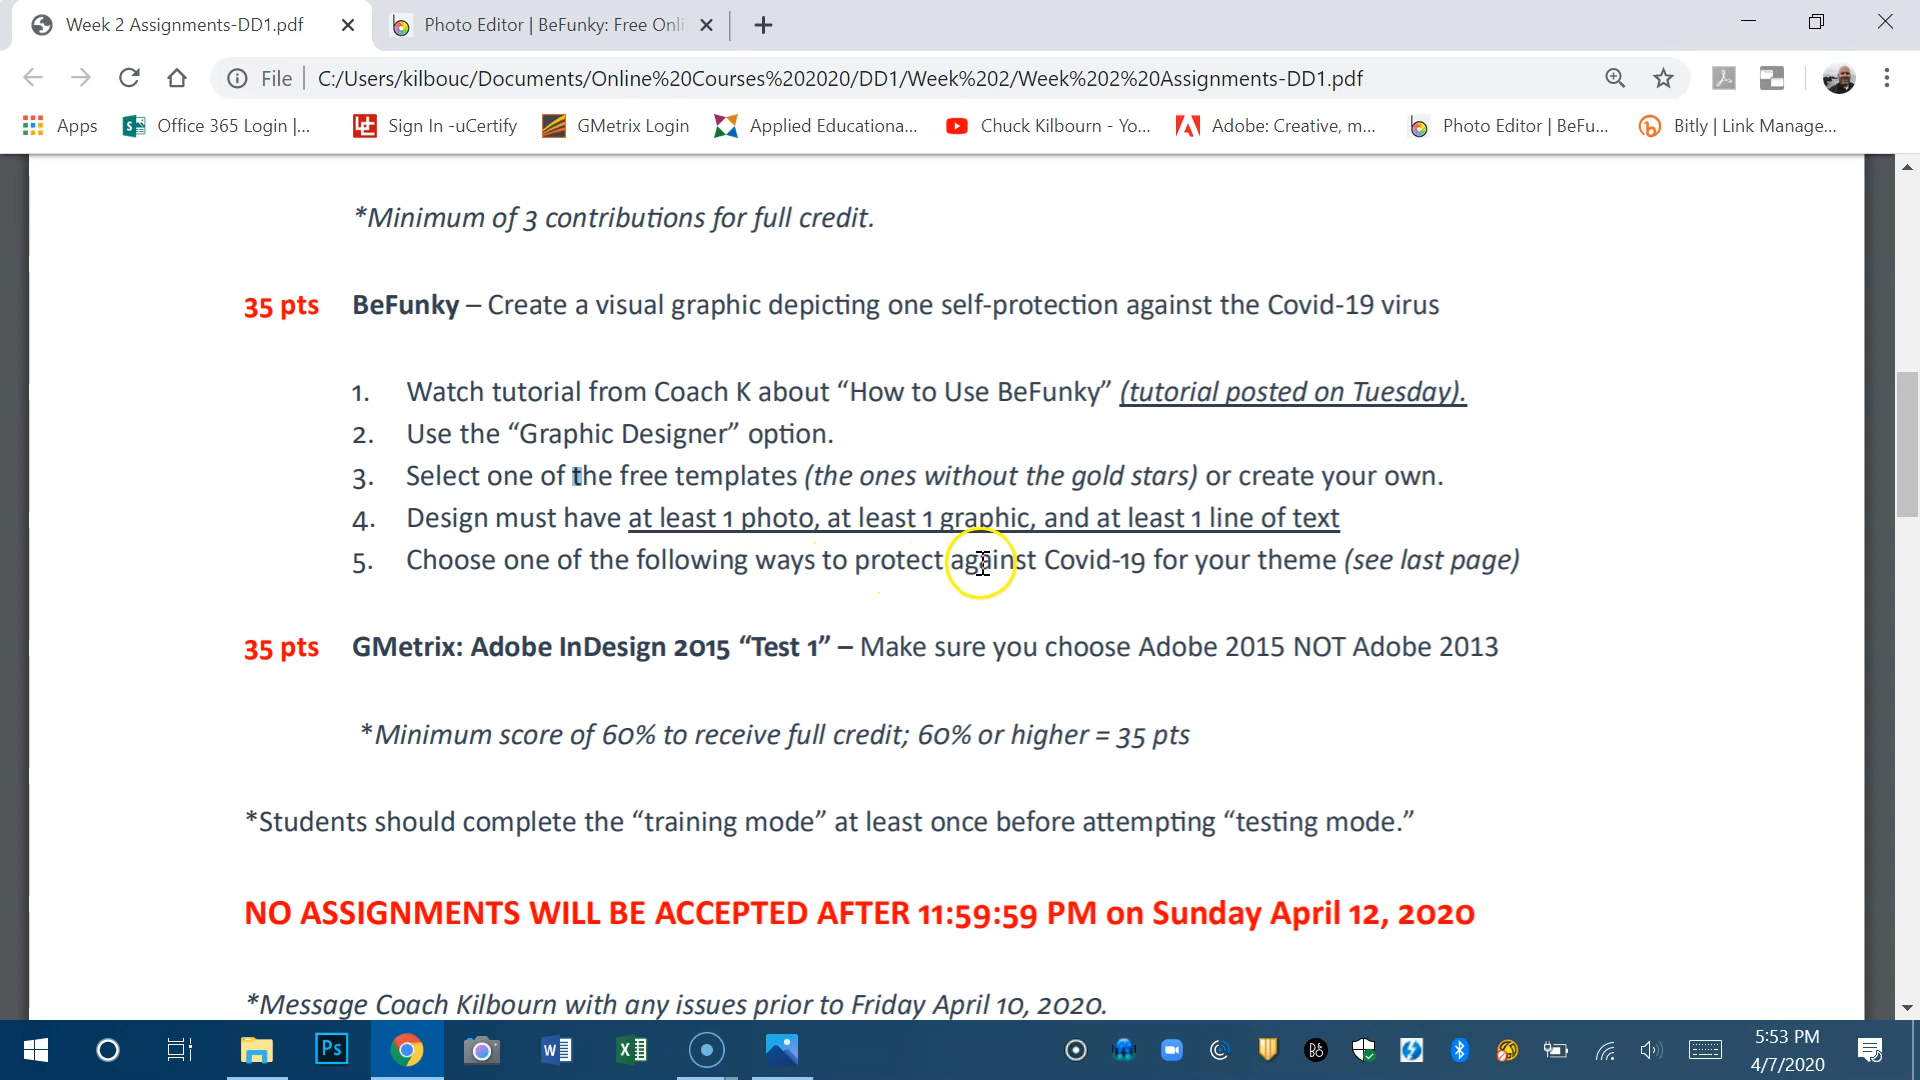 Week 2 Assignments-DD1.pdf
Photo Editor | BeFunky: Free Onli
File
C:/Users/kilbouc/Documents/Online%20Courses%202020/DD1/Week%202/Week%202%20Assignments-DD1.pdf
Apps
Office 365 Login |...
Sign In -uCertify
GMetrix Login
Applied Educationa...
Chuck Kilbourn - Yo...
Adobe: Creative, m...
Photo Editor | BeFu...
Bitly | Link Manage...
*Minimum of 3 contributions for full credit.
35 pts BeFunky – Create a visual graphic depicting one self-protection against the Covid-19 virus
1. Watch tutorial from Coach K about “How to Use BeFunky” (tutorial posted on Tuesday).
2. Use the “Graphic Designer” option.
3. Select one of the free templates (the ones without the gold stars) or create your own.
4. Design must have at least 1 photo, at least 1 graphic, and at least 1 line of text
5. Choose one of the following ways to protect against Covid-19 for your theme (see last page)
35 pts GMetrix: Adobe InDesign 2015 “Test 1” – Make sure you choose Adobe 2015 NOT Adobe 2013
*Minimum score of 60% to receive full credit; 60% or higher = 35 pts
*Students should complete the “training mode” at least once before attempting “testing mode.”
NO ASSIGNMENTS WILL BE ACCEPTED AFTER 11:59:59 PM on Sunday April 12, 2020
*Message Coach Kilbourn with any issues prior to Friday April 10, 2020.
Ps
5:53 PM
4/7/2020